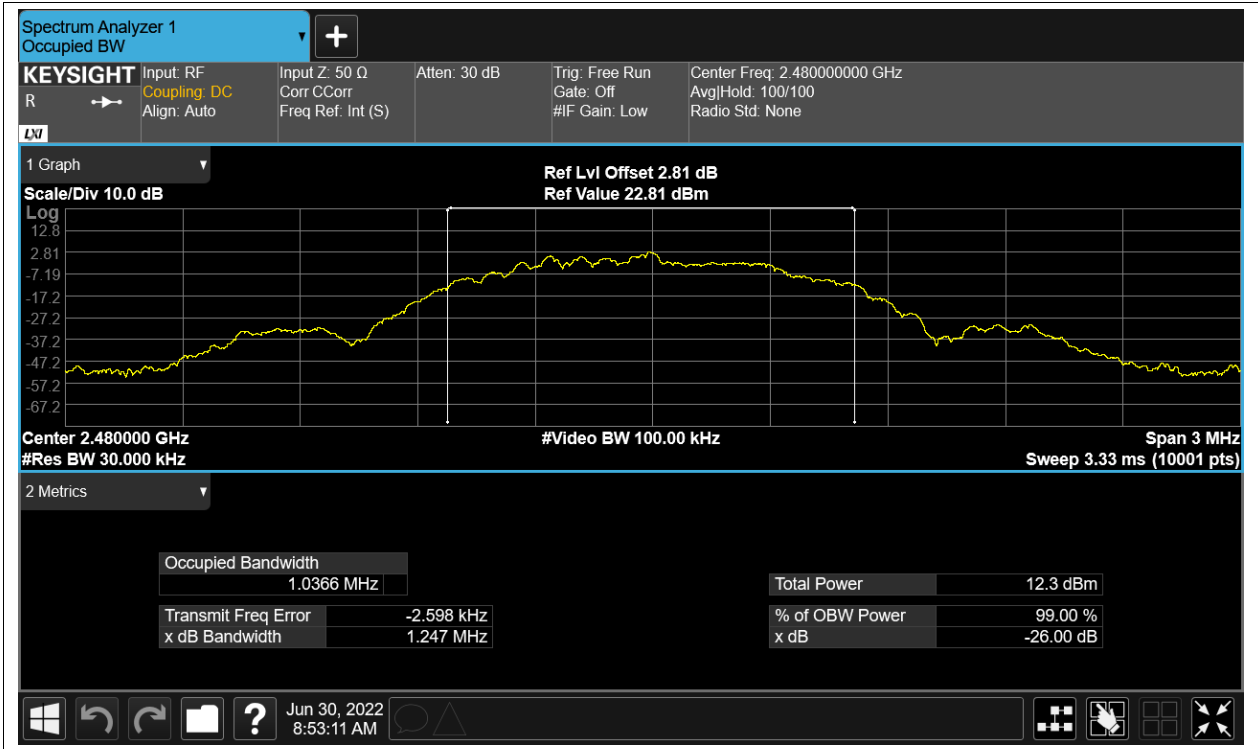 Spectrum Analyzer 1
Occupied BW
KEYSIGHT
R
LXI
Input: RF
Coupling: DC
Align: Auto
Input Z: 50 Ω
Corr CCorr
Freq Ref: Int (S)
Atten: 30 dB
Trig: Free Run
Gate: Off
#IF Gain: Low
Center Freq: 2.480000000 GHz
Avg|Hold: 100/100
Radio Std: None
1 Graph
Scale/Div 10.0 dB
Ref Lvl Offset 2.81 dB
Ref Value 22.81 dBm
Log
12.8
2.81
-7.19
-17.2
-27.2
-37.2
-47.2
-57.2
-67.2
Center 2.480000 GHz
#Res BW 30.000 kHz
#Video BW 100.00 kHz
Span 3 MHz
Sweep 3.33 ms (10001 pts)
2 Metrics
Occupied Bandwidth
1.0366 MHz
Transmit Freq Error -2.598 kHz
x dB Bandwidth 1.247 MHz
Total Power 12.3 dBm
% of OBW Power 99.00 %
x dB -26.00 dB
?
Jun 30, 2022
8:53:11 AM